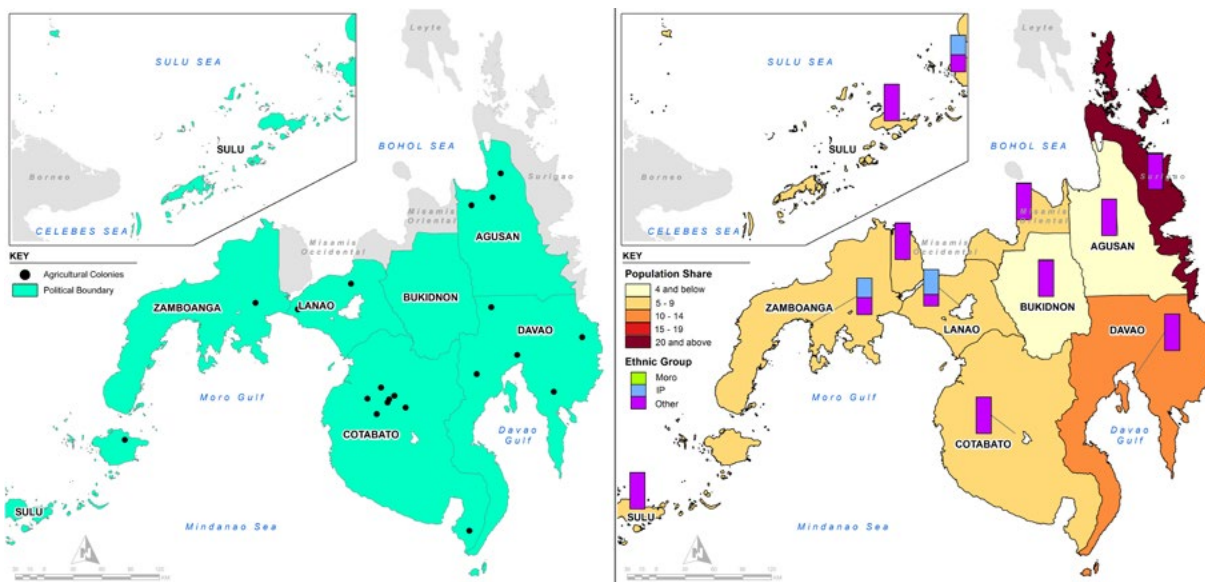 Leyte
SULU SEA
BOHOL SEA
SULU
Borneo
Surigao
CELEBES SEA
Misamis
Oriental
AGUSAN
KEY
Agricultural Colonies
Political Boundary
Misamis
Occidental
BUKIDNON
ZAMBOANGA
LANAO
DAVAO
Moro Gulf
COTABATO
Davao
Gulf
SULU
Mindanao Sea
N
Leyte
SULU SEA
BOHOL SEA
SULU
Borneo
Surigao
CELEBES SEA
Misamis
Oriental
AGUSAN
KEY
Population Share
4 and below
5 - 9
10 - 14
15 - 19
20 and above
Misamis
Occidental
BUKIDNON
ZAMBOANGA
LANAO
DAVAO
Ethnic Group
Moro
IP
Other
Moro Gulf
COTABATO
Davao
Gulf
SULU
Mindanao Sea
N